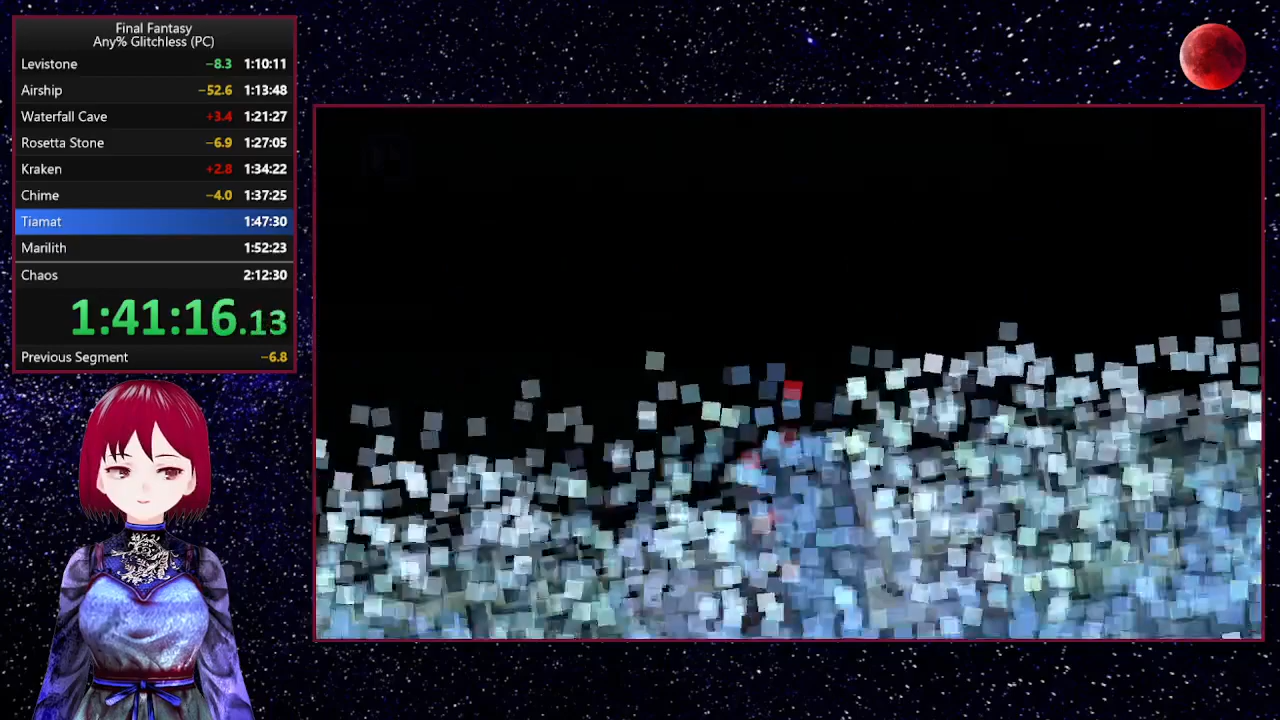 Final Fantasy
Any% Glitchless (PC)
Levistone −8.3 1:10:11
Airship −52.6 1:13:48
Waterfall Cave +3.4 1:21:27
Rosetta Stone −6.9 1:27:05
Kraken +2.8 1:34:22
Chime −4.0 1:37:25
Tiamat 1:47:30
Marilith 1:52:23
Chaos 2:12:30
1:41:16.13
Previous Segment −6.8